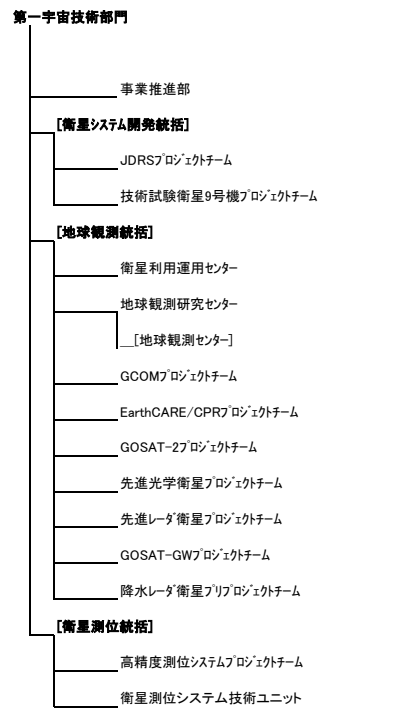 第一宇宙技術部門
事業推進部
[衛星ｼｽﾃﾑ開発統括]
JDRSﾌﾟﾛｼﾞｪｸﾄﾁｰﾑ
技術試験衛星9号機ﾌﾟﾛｼﾞｪｸﾄﾁｰﾑ
[地球観測統括]
衛星利用運用ｾﾝﾀｰ
地球観測研究ｾﾝﾀｰ
__[地球観測ｾﾝﾀｰ]
GCOMﾌﾟﾛｼﾞｪｸﾄﾁｰﾑ
EarthCARE/CPRﾌﾟﾛｼﾞｪｸﾄﾁｰﾑ
GOSAT-2ﾌﾟﾛｼﾞｪｸﾄﾁｰﾑ
先進光学衛星ﾌﾟﾛｼﾞｪｸﾄﾁｰﾑ
先進ﾚｰﾀﾞ衛星ﾌﾟﾛｼﾞｪｸﾄﾁｰﾑ
GOSAT-GWﾌﾟﾛｼﾞｪｸﾄﾁｰﾑ
降水ﾚｰﾀﾞ衛星ﾌﾟﾘﾌﾟﾛｼﾞｪｸﾄﾁｰﾑ
[衛星測位統括]
高精度測位ｼｽﾃﾑﾌﾟﾛｼﾞｪｸﾄﾁｰﾑ
衛星測位システム技術ユニット